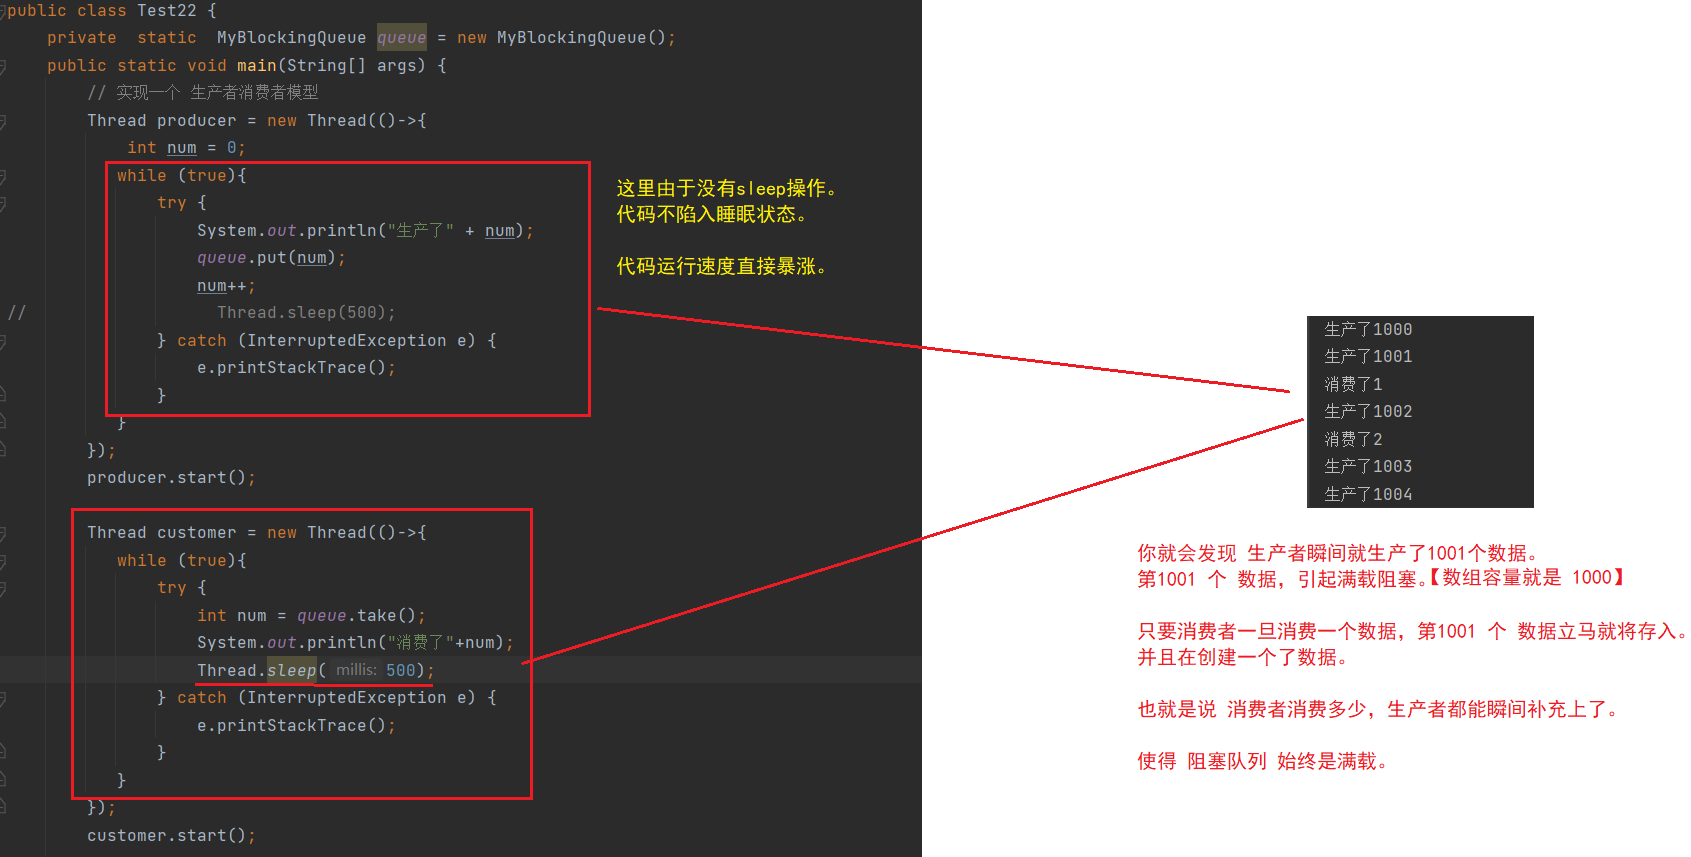 public class Test22 {
private static MyBlockingQueue queue = new MyBlockingQueue();
public static void main(String[] args) {
// 实现一个 生产者消费者模型
Thread producer = new Thread(()->{
int num = 0;
while (true){
try {
System.out.println("生产了" + num);
queue.put(num);
num++;
// Thread.sleep(500);
} catch (InterruptedException e) {
e.printStackTrace();
}
}
});
producer.start();
Thread customer = new Thread(()->{
while (true){
try {
int num = queue.take();
System.out.println("消费了"+num);
Thread.sleep( millis: 500);
} catch (InterruptedException e) {
e.printStackTrace();
}
}
});
customer.start();
这里由于没有sleep操作。
代码不陷入睡眠状态。
代码运行速度直接暴涨。
生产了1000
生产了1001
消费了1
生产了1002
消费了2
生产了1003
生产了1004
你就会发现 生产者瞬间就生产了1001个数据。
第1001 个 数据，引起满载阻塞。【数组容量就是 1000】
只要消费者一旦消费一个数据，第1001 个 数据立马就将存入。
并且在创建一个了数据。
也就是说 消费者消费多少，生产者都能瞬间补充上了。
使得 阻塞队列 始终是满载。